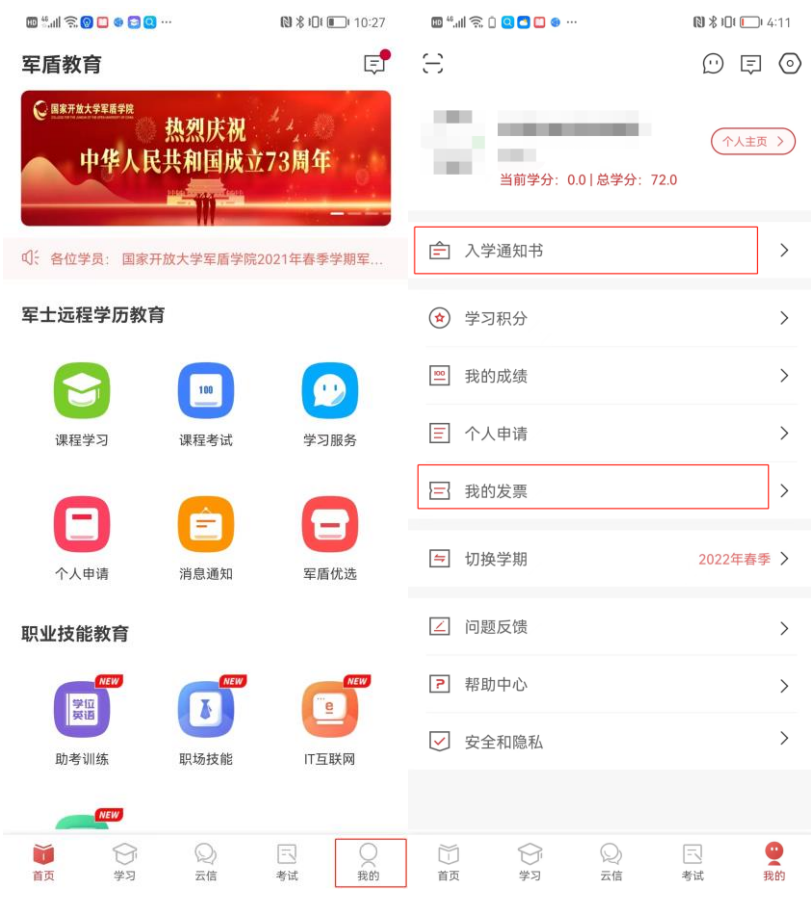 10:27
军盾教育
国家开放大学军盾学院
热烈庆祝
中华人民共和国成立73周年
各位学员： 国家开放大学军盾学院2021年春季学期军...
军士远程学历教育
100
课程学习
课程考试
学习服务
个人申请
消息通知
军盾优选
职业技能教育
NEW
NEW
NEW
学位
英语
e
助考训练
职场技能
IT互联网
NEW
首页
学习
云信
考试
我的
4:11
个人主页
当前学分： 0.0 | 总学分： 72.0
入学通知书
学习积分
100
我的成绩
个人申请
我的发票
切换学期
2022年春季
问题反馈
?
帮助中心
安全和隐私
首页
学习
云信
考试
我的